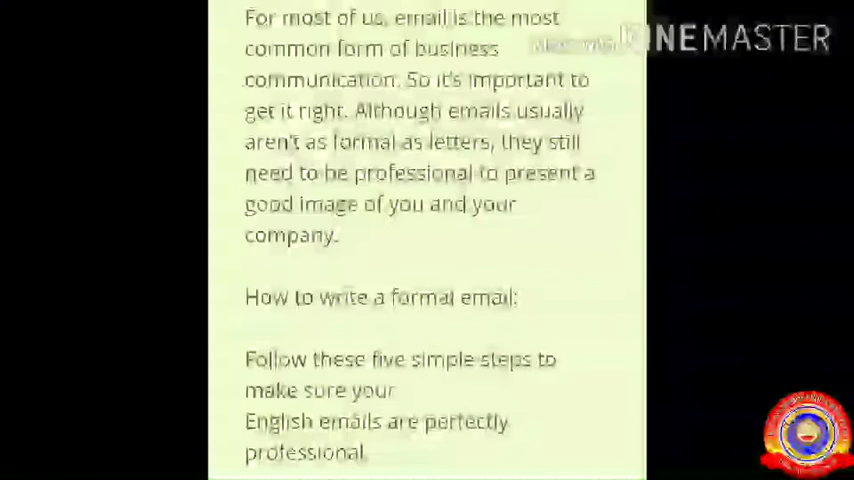 For most of us, email is the most
common form of business
communication. So it's important to
get it right. Although emails usually
aren't as formal as letters, they still
need to be professional to present a
good image of you and your
company.
How to write a formal email:
Follow these five simple steps to
make sure your
English emails are perfectly
professional.
KINEMASTER